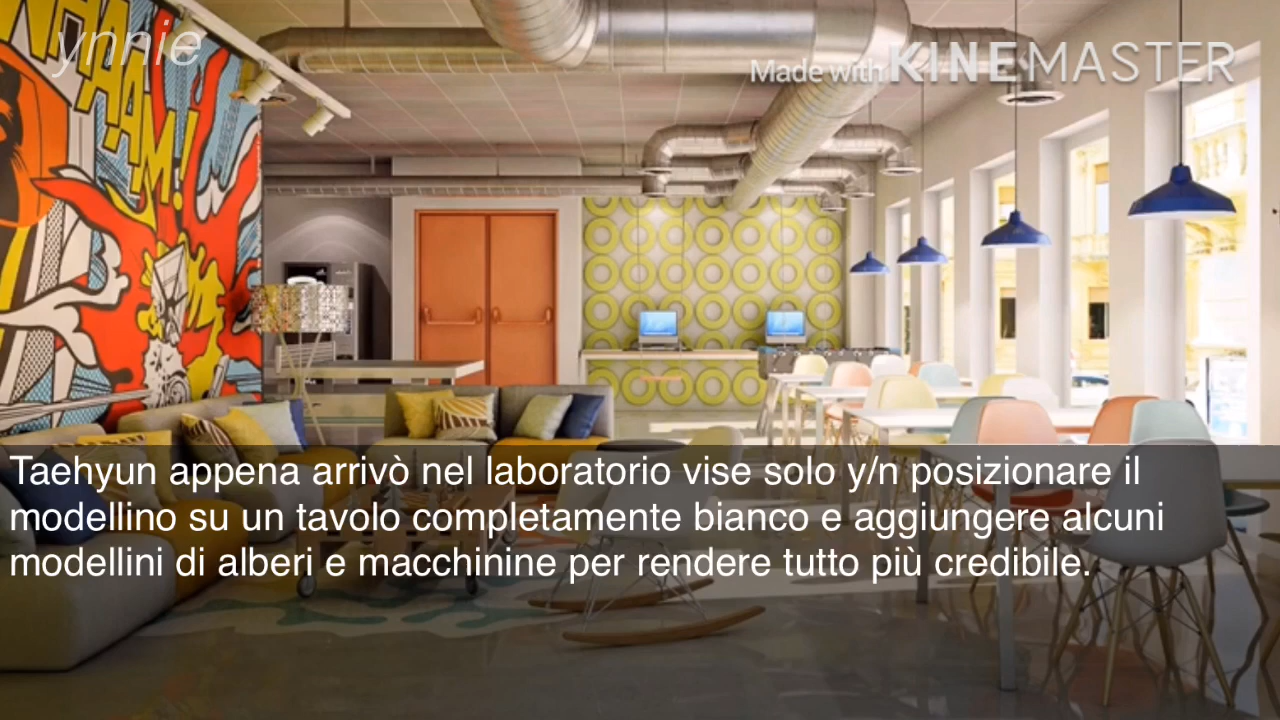 ynnie
Made with KINEMASTER
WHAAAM!
Taehyun appena arrivò nel laboratorio vise solo y/n posizionare il
modellino su un tavolo completamente bianco e aggiungere alcuni
modellini di alberi e macchinine per rendere tutto più credibile.